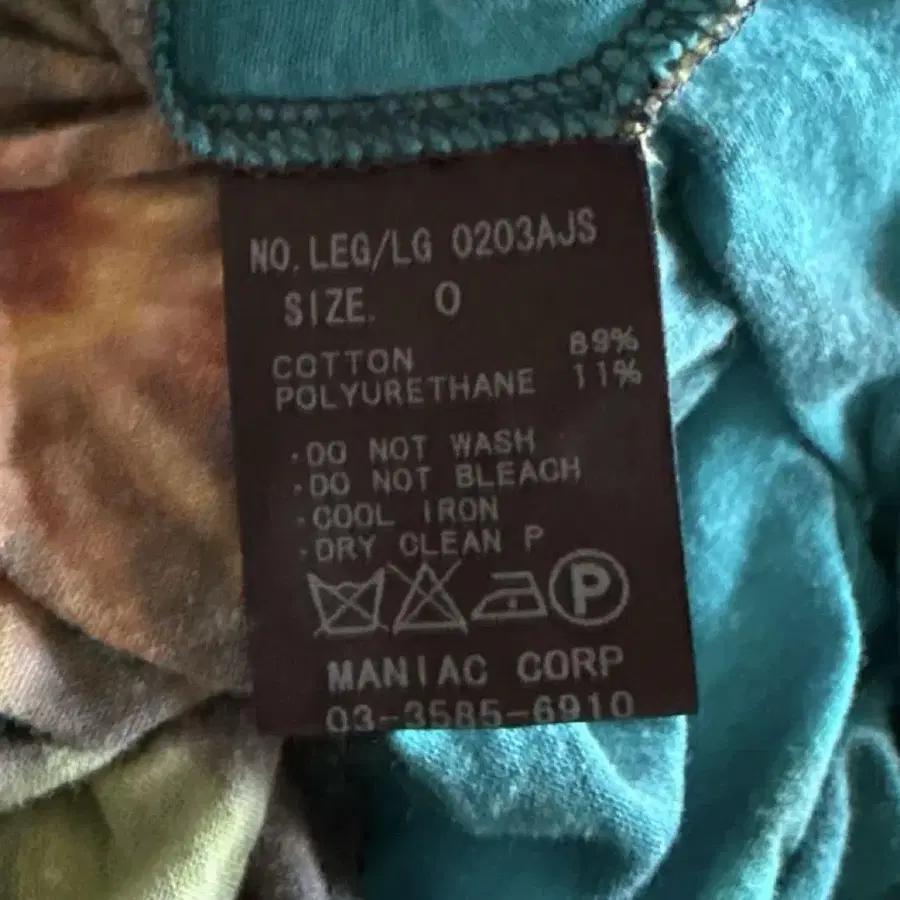 NO. LEG/LG 0203AJS
SIZE. 0
COTTON 89%
POLYURETHANE 11%
·DO NOT WASH
·DO NOT BLEACH
·COOL IRON
·DRY CLEAN P
P
MANIAC CORP
03-3585-6910